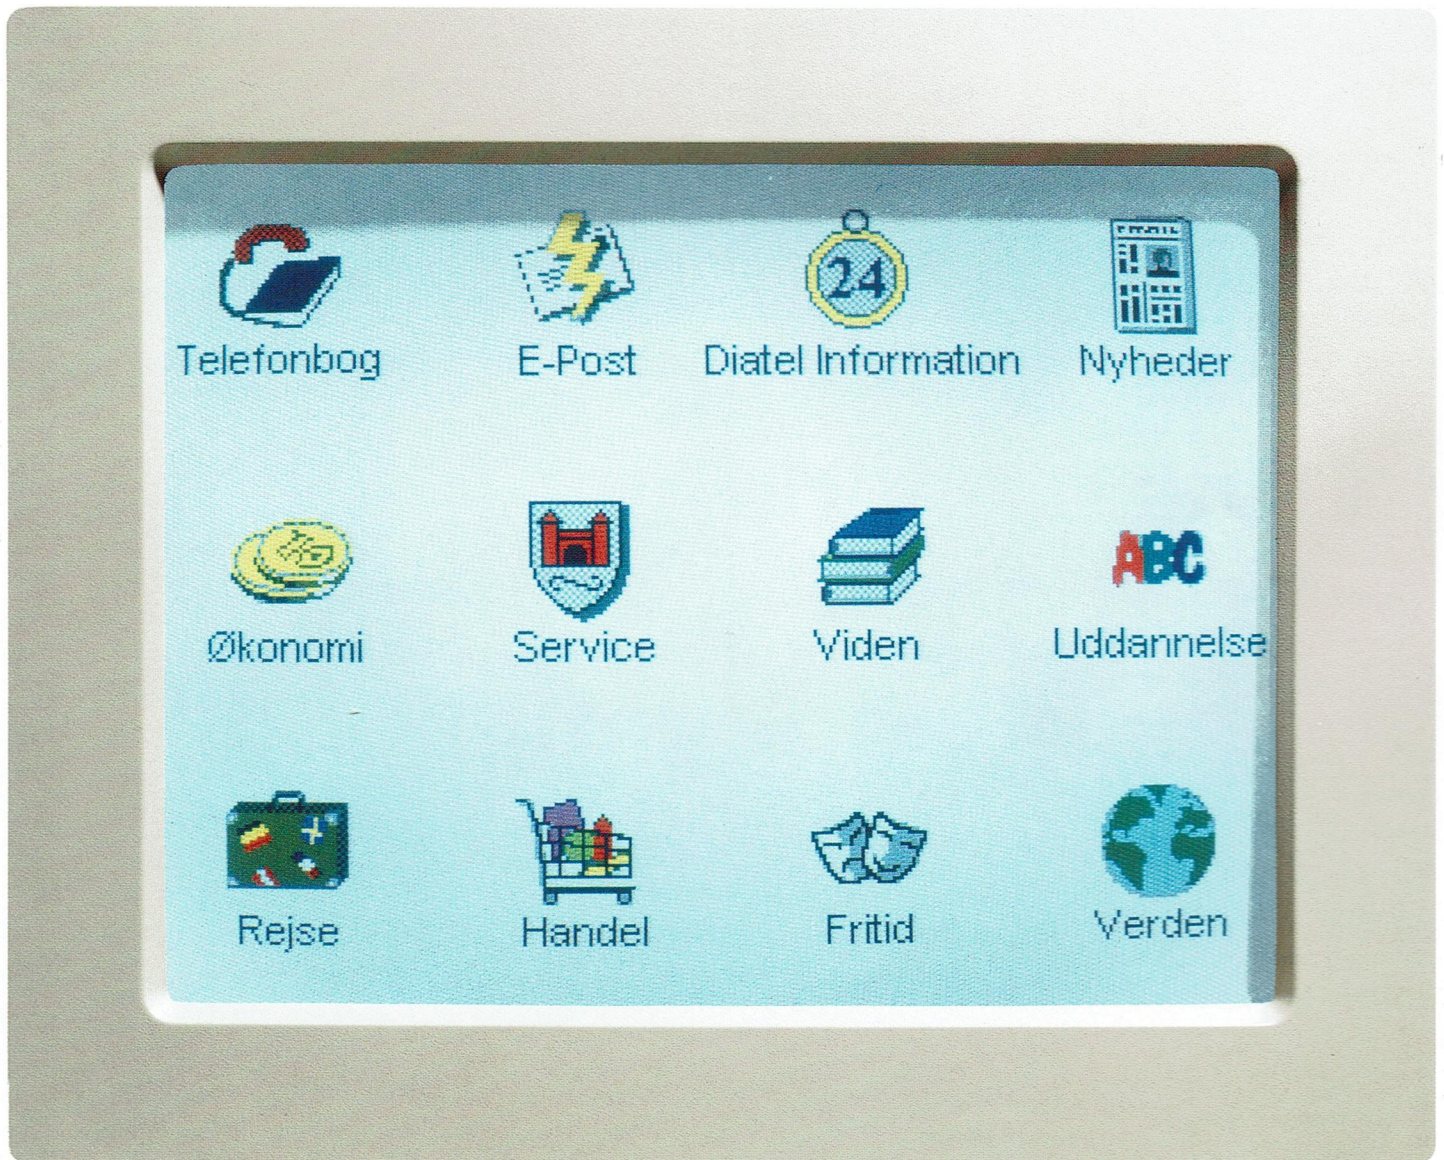 24
Telefonbog E-Post Diatel Information Nyheder
ABC
Økonomi Service Viden Uddannelse
Rejse Handel Fritid Verden